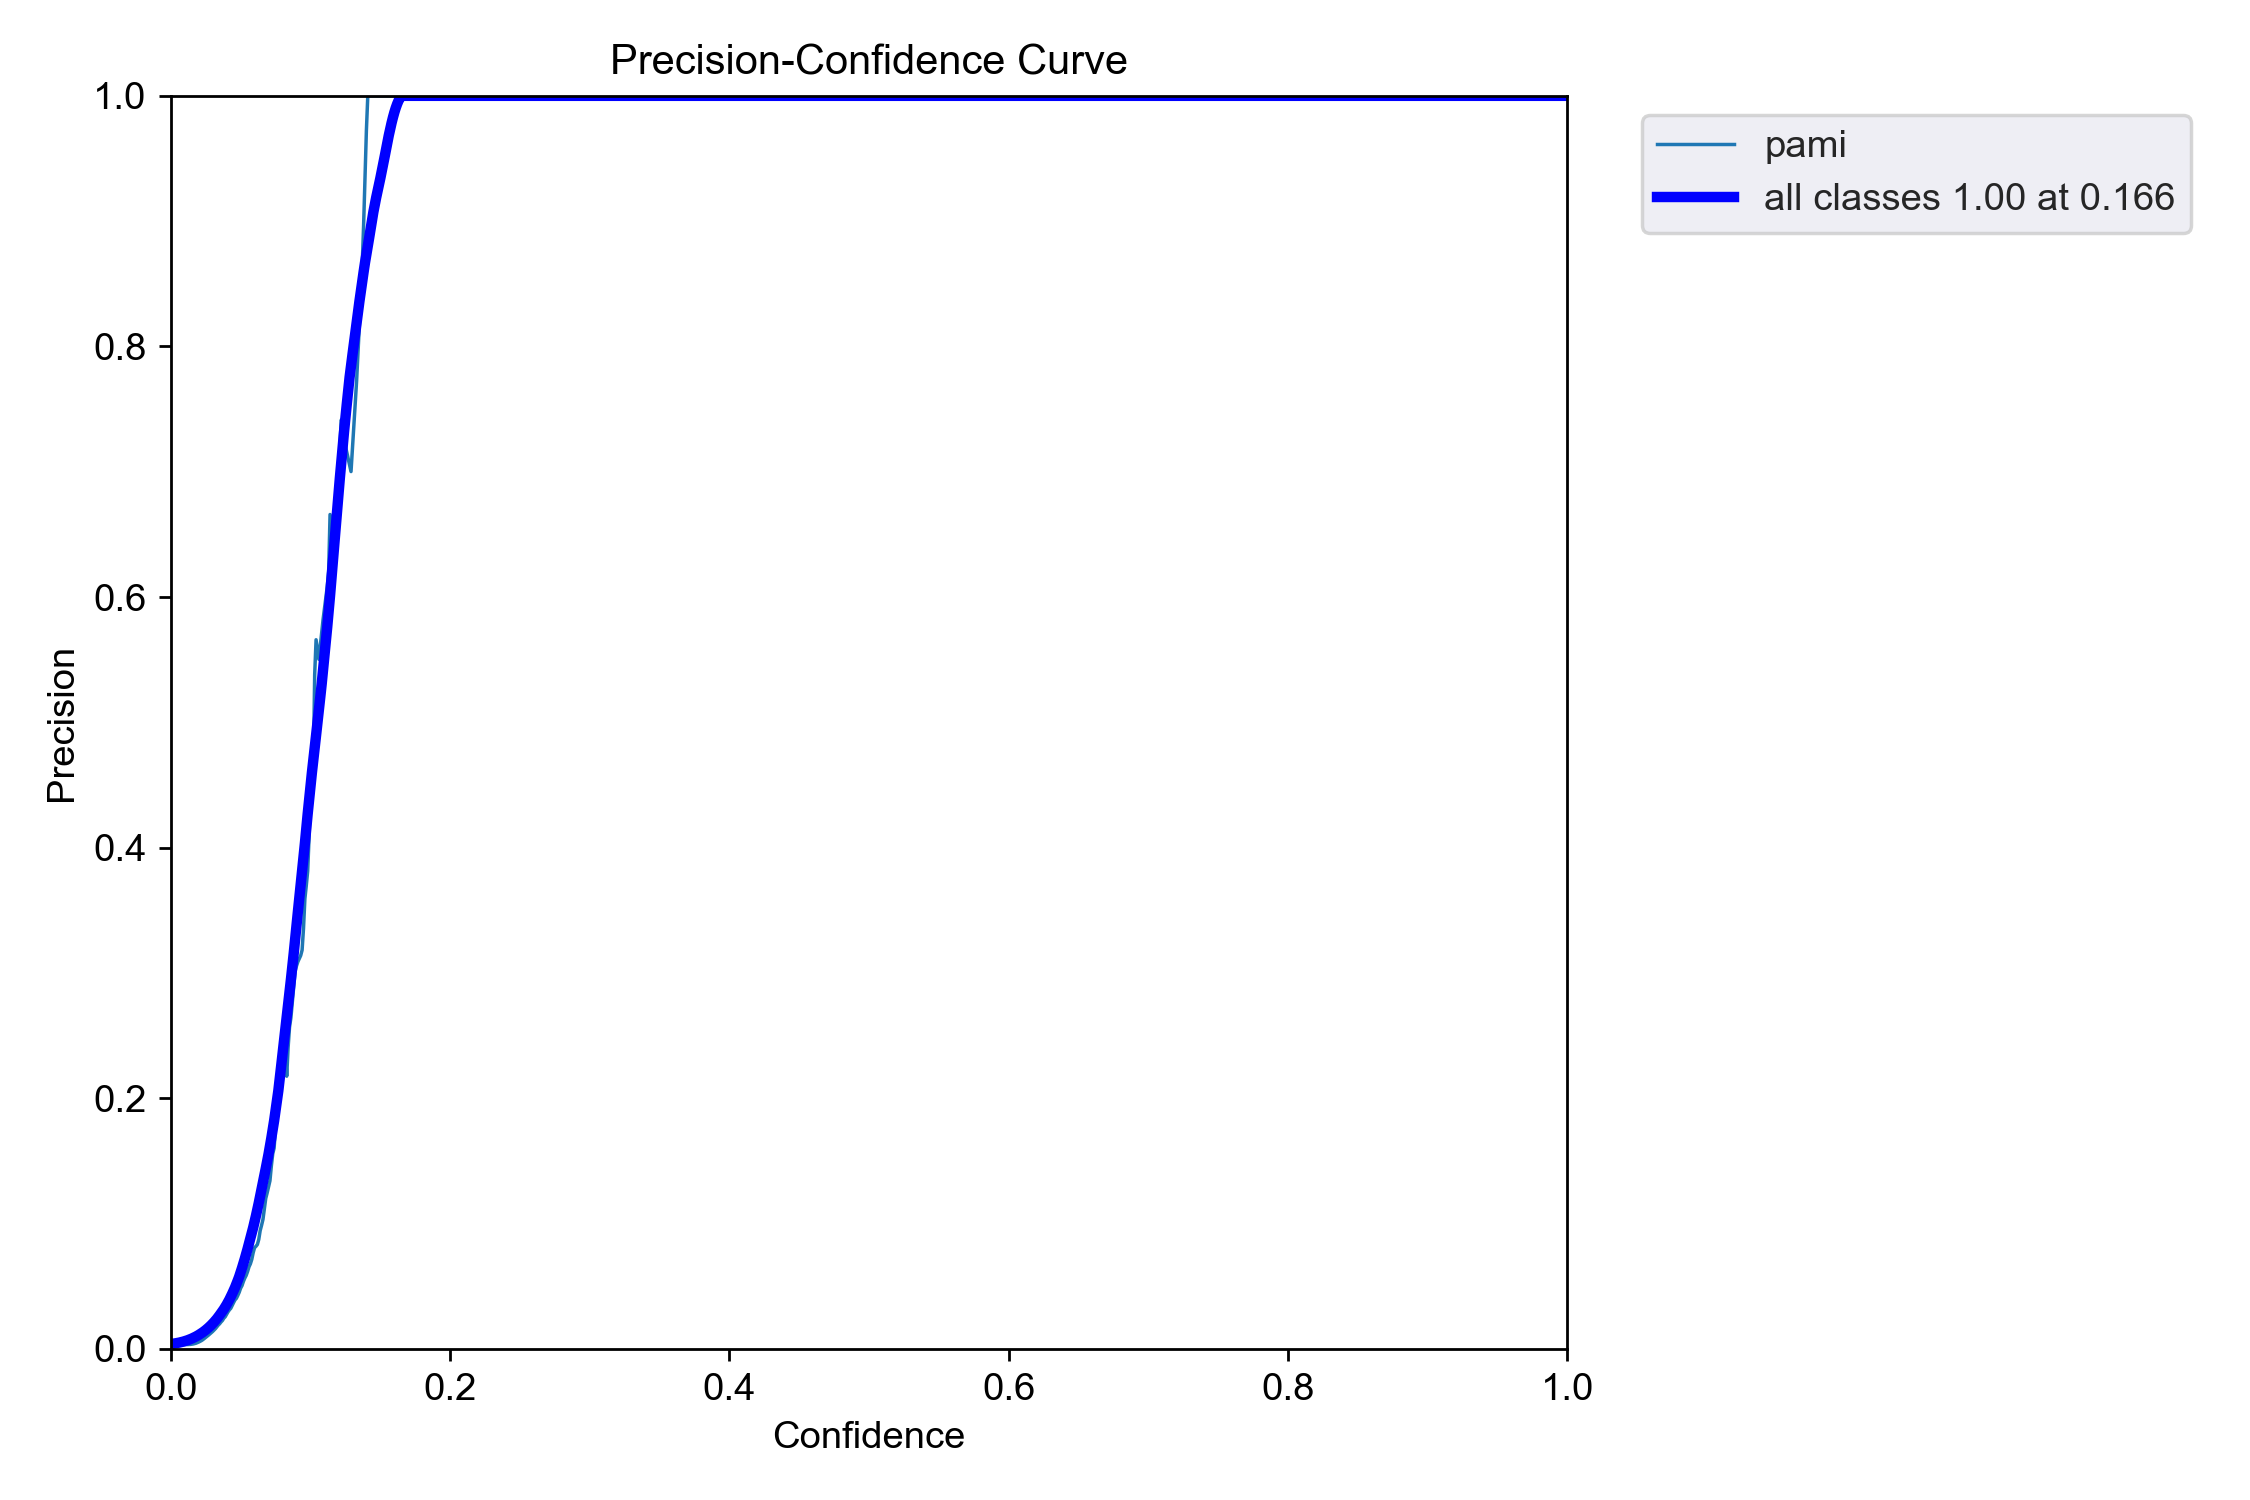 Precision-Confidence Curve
1.0
0.8
0.6
0.4
0.2
0.0
Precision
0.0 0.2 0.4 0.6 0.8 1.0
Confidence
pami
all classes 1.00 at 0.166